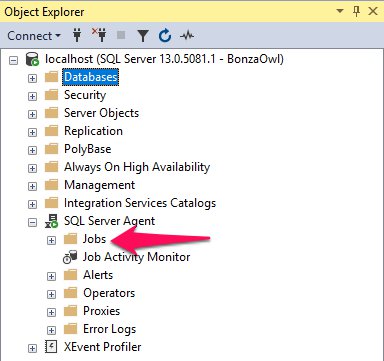 Object Explorer
Connect
localhost (SQL Server 13.0.5081.1 - BonzaOwl)
Databases
Security
Server Objects
Replication
PolyBase
Always On High Availability
Management
Integration Services Catalogs
SQL Server Agent
Jobs
Job Activity Monitor
Alerts
Operators
Proxies
Error Logs
XEvent Profiler